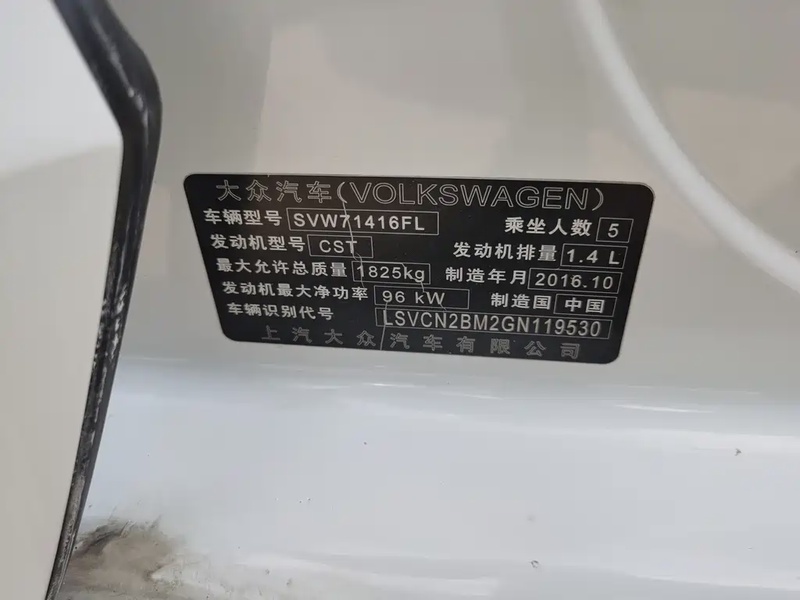 大众汽车(VOLKSWAGEN)
车辆型号 SVW71416FL 乘坐人数 5
发动机型号 CST 发动机排量 1.4 L
最大允许总质量 1825kg 制造年月 2016.10
发动机最大净功率 96 kW 制造国 中国
车辆识别代号 LSVCN2BM2GN119530
上汽大众汽车有限公司